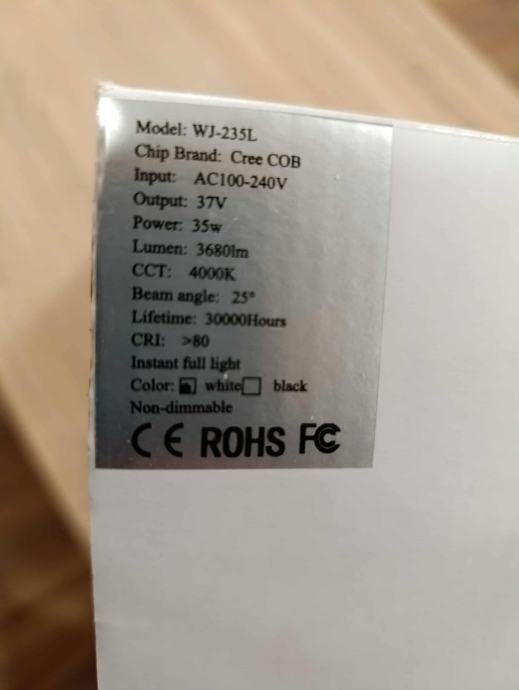 Model: WJ-235L
Chip Brand: Cree COB
Input: AC100-240V
Output: 37V
Power: 35w
Lumen: 3680lm
CCT: 4000K
Beam angle: 25°
Lifetime: 30000Hours
CRI: >80
Instant full light
Color: white black
Non-dimmable
CE ROHS FC